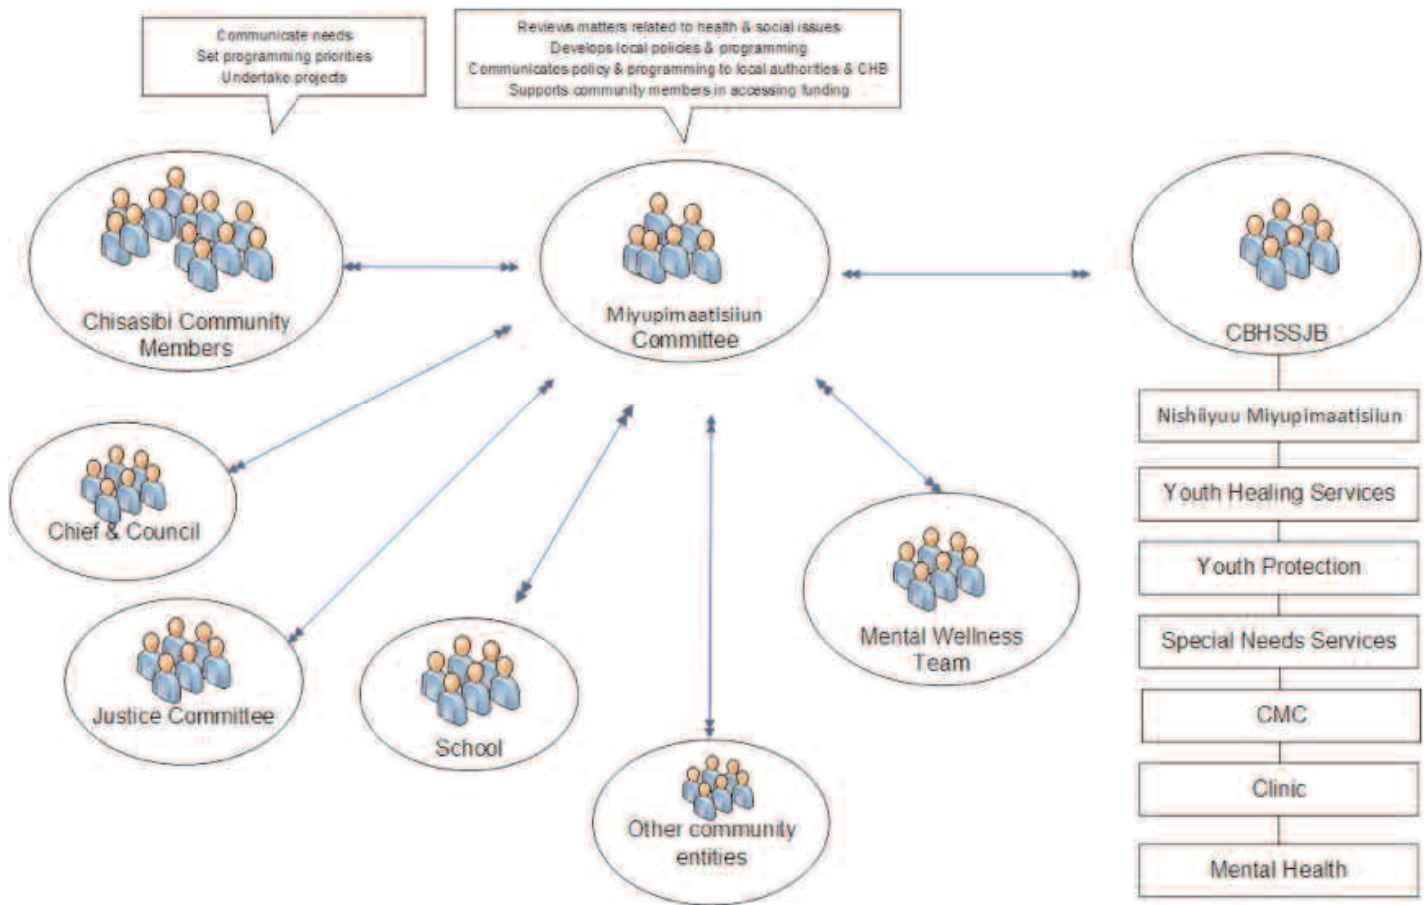 Communicate needs
Set programming priorities
Undertake projects
Reviews matters related to health & social issues
Develops local policies & programming
Communicates policy & programming to local authorities & CHB
Supports community members in accessing funding
Chisasibi Community
Members
Miyupimaatisiiun
Committee
CBHSSJB
Nishiiyuu Miyupimaatisiiun
Youth Healing Services
Youth Protection
Special Needs Services
CMC
Clinic
Mental Health
Chief & Council
Justice Committee
School
Other community
entities
Mental Wellness
Team